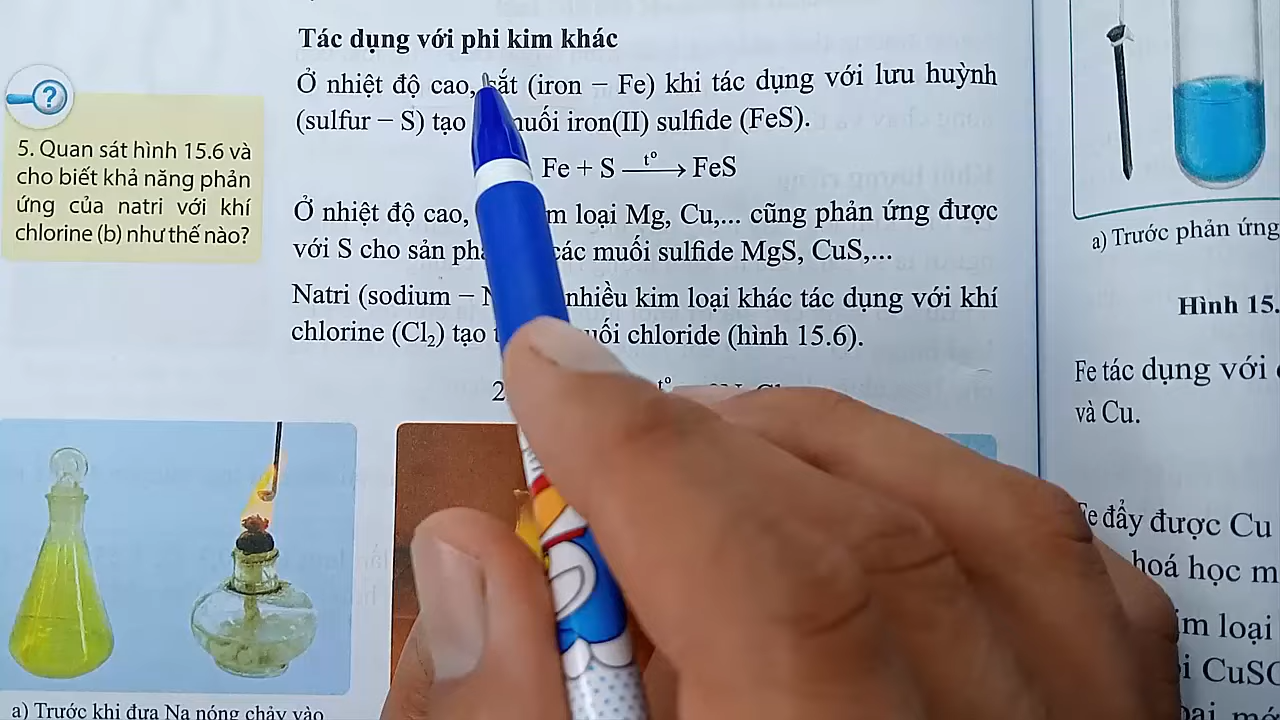 Tác dụng với phi kim khác
Ở nhiệt độ cao, sắt (iron – Fe) khi tác dụng với lưu huỳnh
(sulfur – S) tạo muối iron(II) sulfide (FeS).
Fe + S —t°→ FeS
Ở nhiệt độ cao, loại Mg, Cu,... cũng phản ứng được
với S cho sản các muối sulfide MgS, CuS,...
Natri (sodium – nhiều kim loại khác tác dụng với khí
chlorine (Cl₂) tạo muối chloride (hình 15.6).
2 t°
?
5. Quan sát hình 15.6 và
cho biết khả năng phản
ứng của natri với khí
chlorine (b) như thế nào?
a) Trước khi đưa Na nóng chảy vào
a) Trước phản ứng
Hình 15.
Fe tác dụng với
và Cu.
Fe đẩy được Cu
hoá học
loại